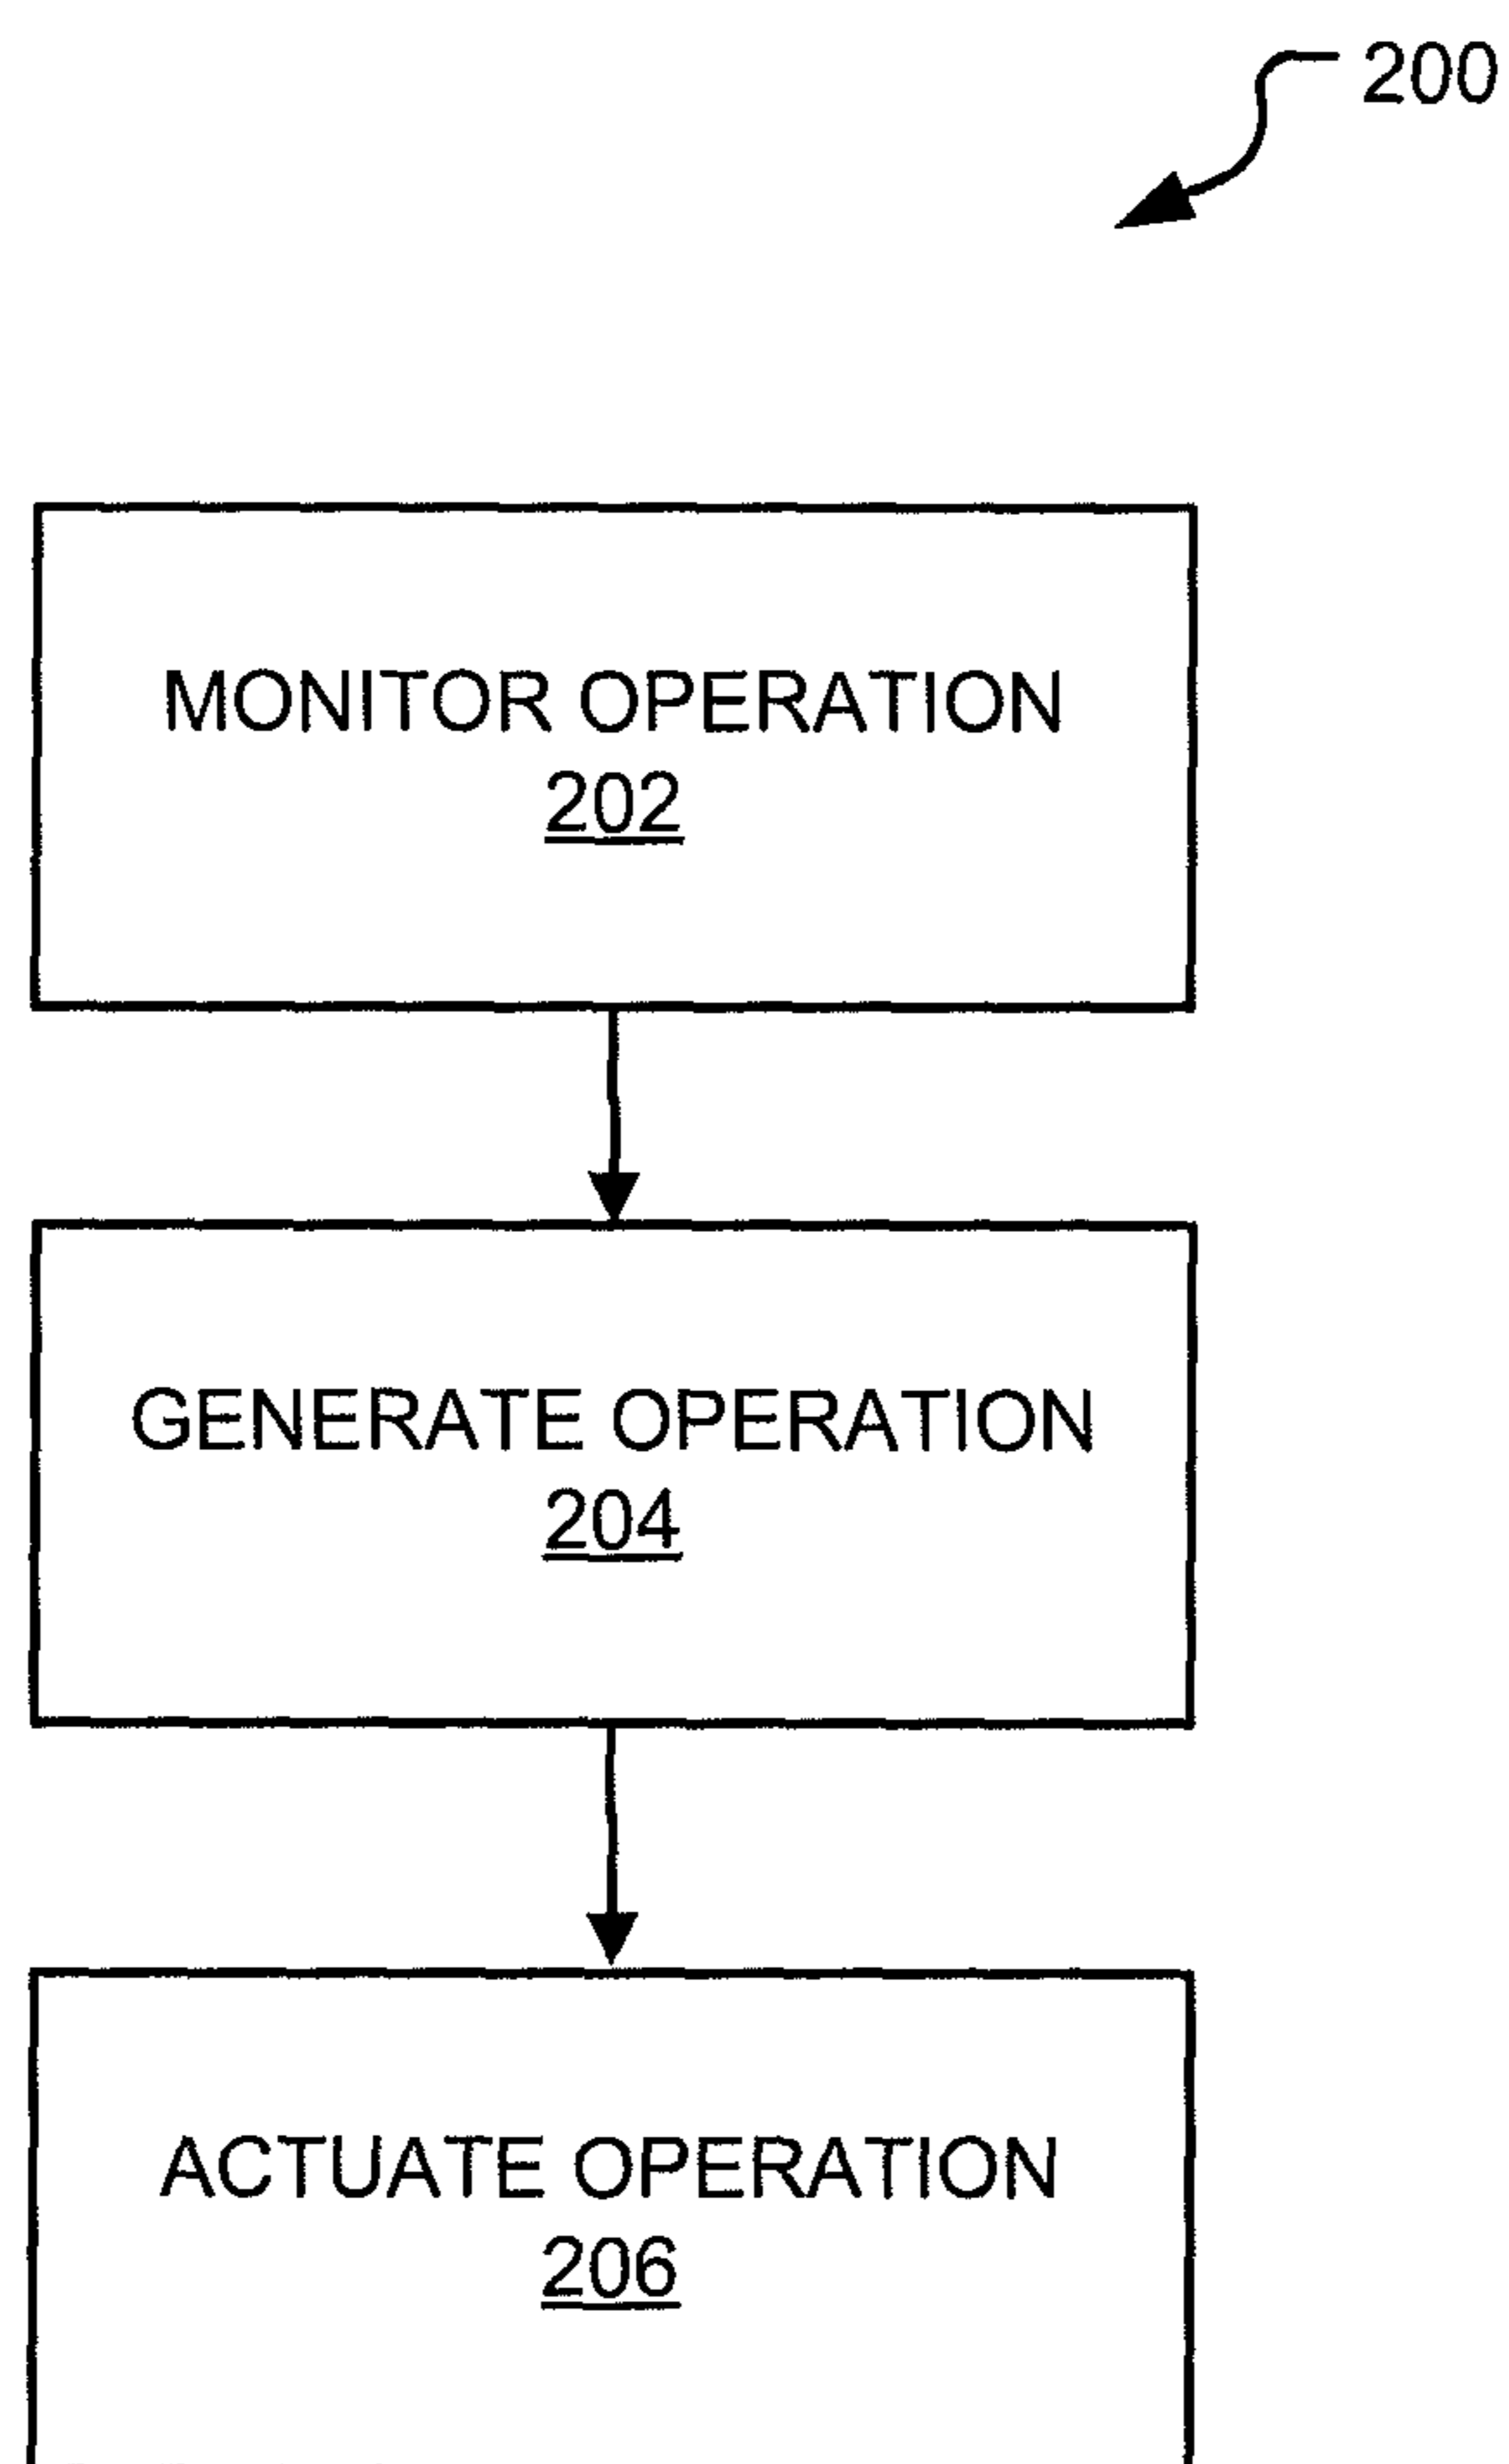 200
MONITOR OPERATION
202
GENERATE OPERATION
204
ACTUATE OPERATION
206